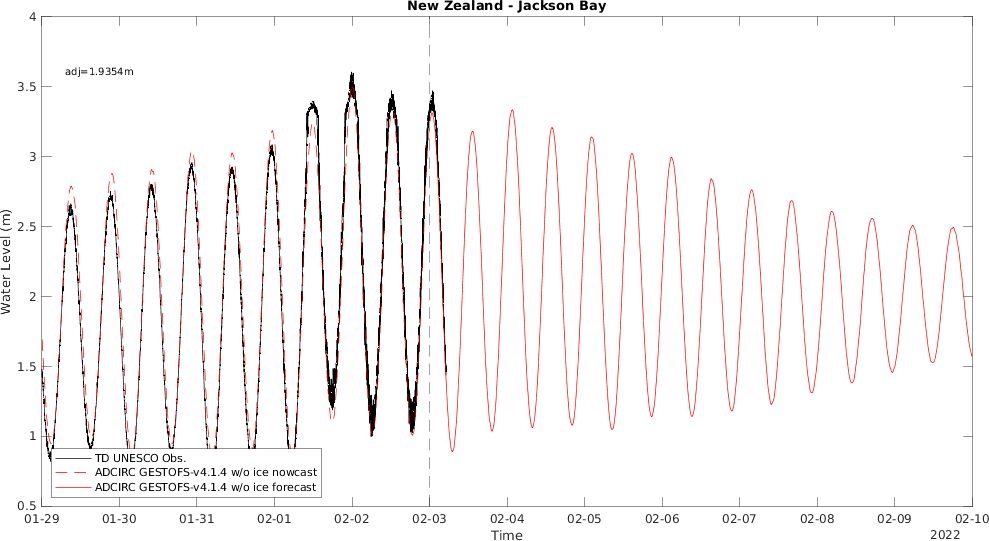 New Zealand - Jackson Bay
4
adj=1.9354m
3.5
3
2.5
Water Level (m)
2
1.5
1
TD UNESCO Obs.
ADCIRC GESTOFS-v4.1.4 w/o ice nowcast
ADCIRC GESTOFS-v4.1.4 w/o ice forecast
0.5
01-29 01-30 01-31 02-01 02-02 02-03 02-04 02-05 02-06 02-07 02-08 02-09 02-10
Time
2022